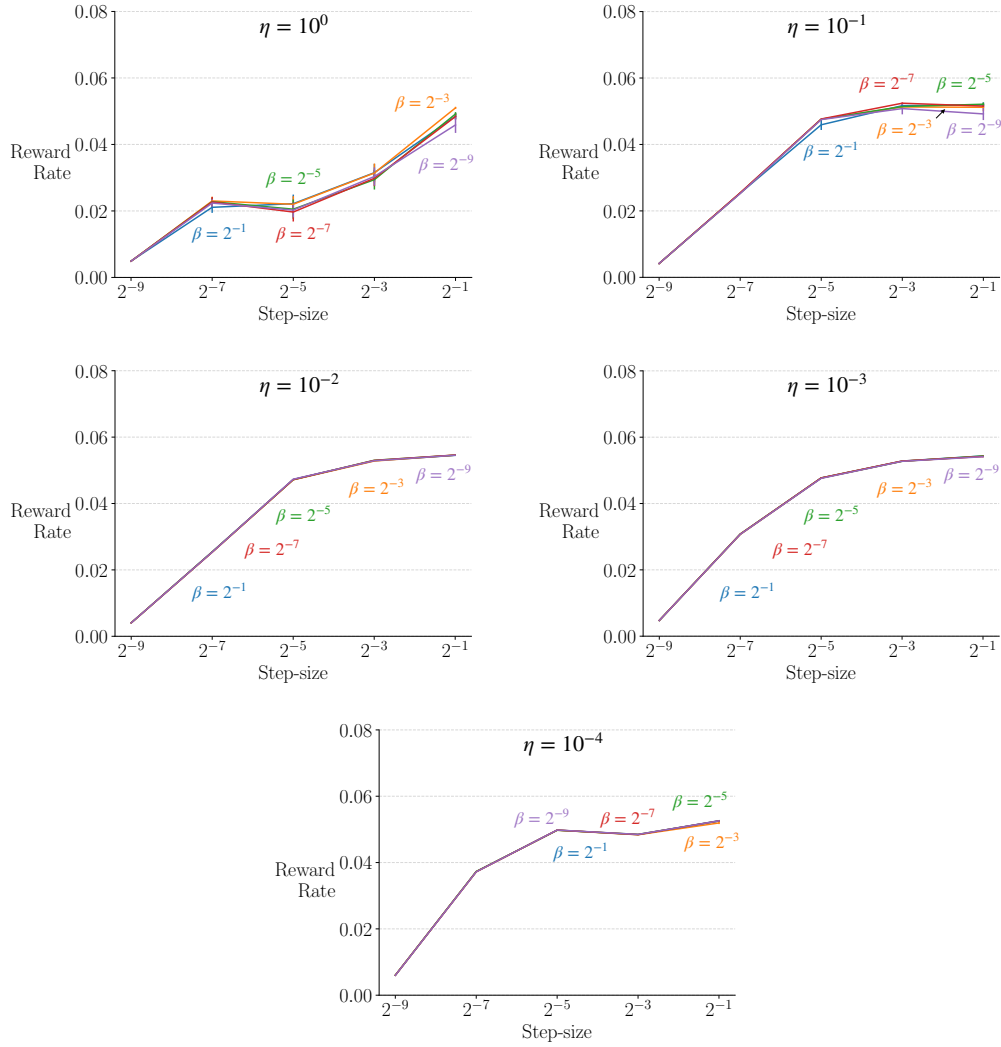 η = 10⁰
0.08
0.06
0.04
0.02
0.00
Reward
Rate
β = 2⁻³
β = 2⁻⁵
β = 2⁻⁹
β = 2⁻¹
β = 2⁻⁷
2⁻⁹ 2⁻⁷ 2⁻⁵ 2⁻³ 2⁻¹
Step-size
η = 10⁻¹
0.08
0.06
0.04
0.02
0.00
Reward
Rate
β = 2⁻⁷
β = 2⁻⁵
β = 2⁻³
β = 2⁻⁹
β = 2⁻¹
2⁻⁹ 2⁻⁷ 2⁻⁵ 2⁻³ 2⁻¹
Step-size
η = 10⁻²
0.08
0.06
0.04
0.02
0.00
Reward
Rate
β = 2⁻⁹
β = 2⁻³
β = 2⁻⁵
β = 2⁻⁷
β = 2⁻¹
2⁻⁹ 2⁻⁷ 2⁻⁵ 2⁻³ 2⁻¹
Step-size
η = 10⁻³
0.08
0.06
0.04
0.02
0.00
Reward
Rate
β = 2⁻⁹
β = 2⁻³
β = 2⁻⁵
β = 2⁻⁷
β = 2⁻¹
2⁻⁹ 2⁻⁷ 2⁻⁵ 2⁻³ 2⁻¹
Step-size
η = 10⁻⁴
0.08
0.06
0.04
0.02
0.00
Reward
Rate
β = 2⁻⁵
β = 2⁻⁹
β = 2⁻⁷
β = 2⁻³
β = 2⁻¹
2⁻⁹ 2⁻⁷ 2⁻⁵ 2⁻³ 2⁻¹
Step-size